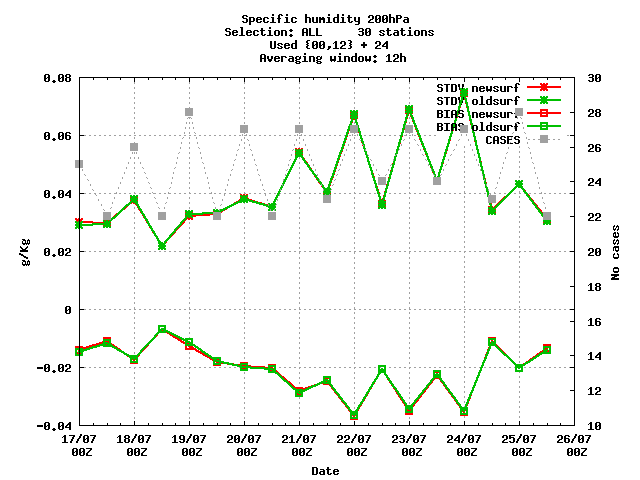 Specific humidity 200hPa
Selection: ALL 30 stations
Used {00,12} + 24
Averaging window: 12h
0.08
0.06
0.04
0.02
0
-0.02
-0.04
g/Kg
30
28
26
24
22
20
18
16
14
12
10
No cases
STDV newsurf
STDV oldsurf
BIAS newsurf
BIAS oldsurf
CASES
17/07 18/07 19/07 20/07 21/07 22/07 23/07 24/07 25/07 26/07
00Z 00Z 00Z 00Z 00Z 00Z 00Z 00Z 00Z 00Z
Date